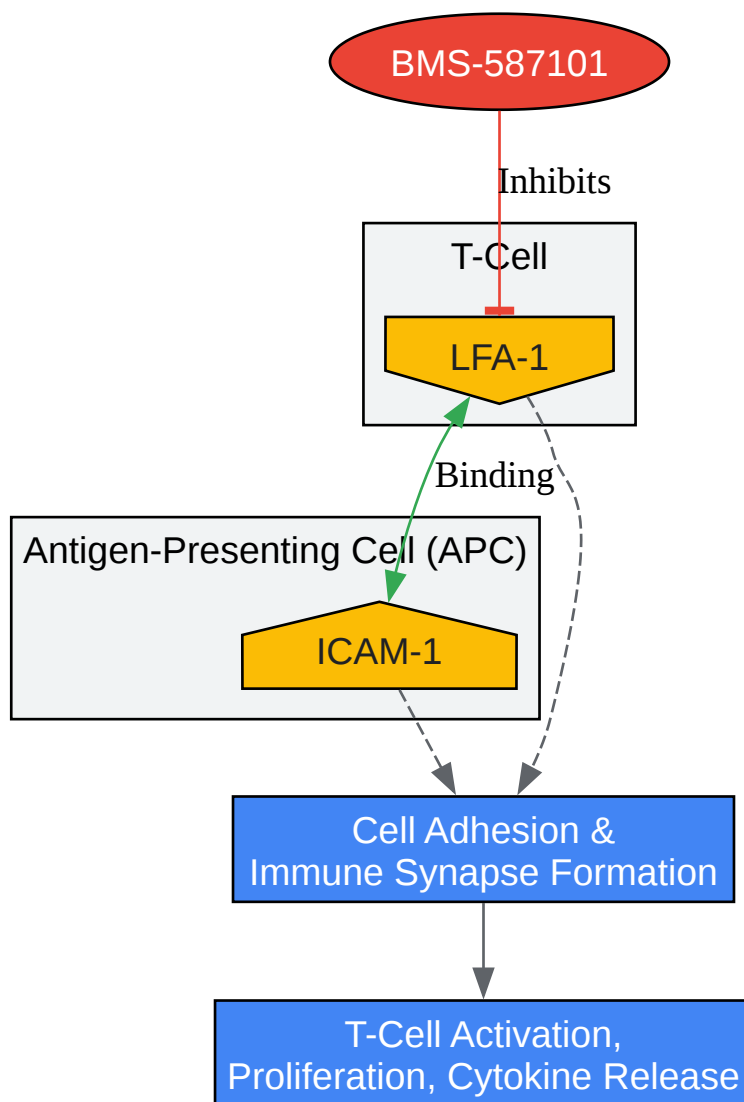 BMS-587101
Inhibits
T-Cell
LFA-1
Binding
Antigen-Presenting Cell (APC)
ICAM-1
Cell Adhesion &
Immune Synapse Formation
T-Cell Activation,
Proliferation, Cytokine Release